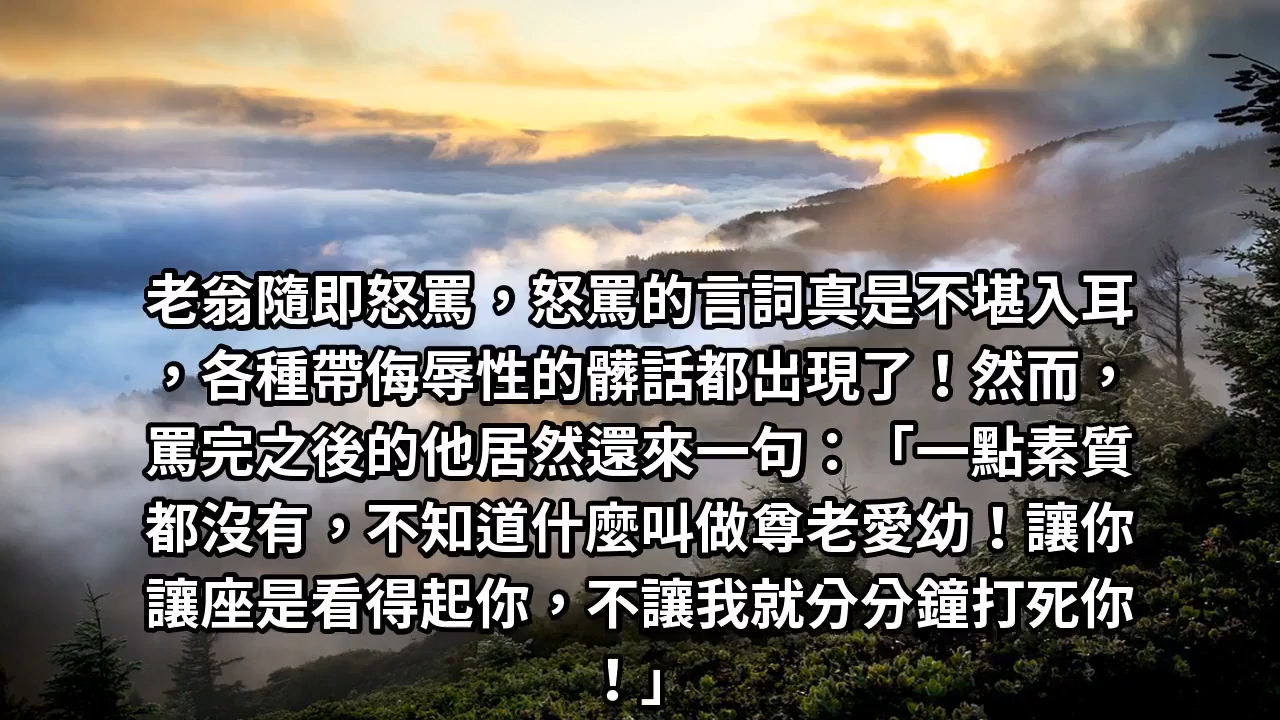 老翁隨即怒罵，怒罵的言詞真是不堪入耳
，各種帶侮辱性的髒話都出現了！然而，
罵完之後的他居然還來一句：「一點素質
都沒有，不知道什麼叫做尊老愛幼！讓你
讓座是看得起你，不讓我就分分鐘打死你
！」